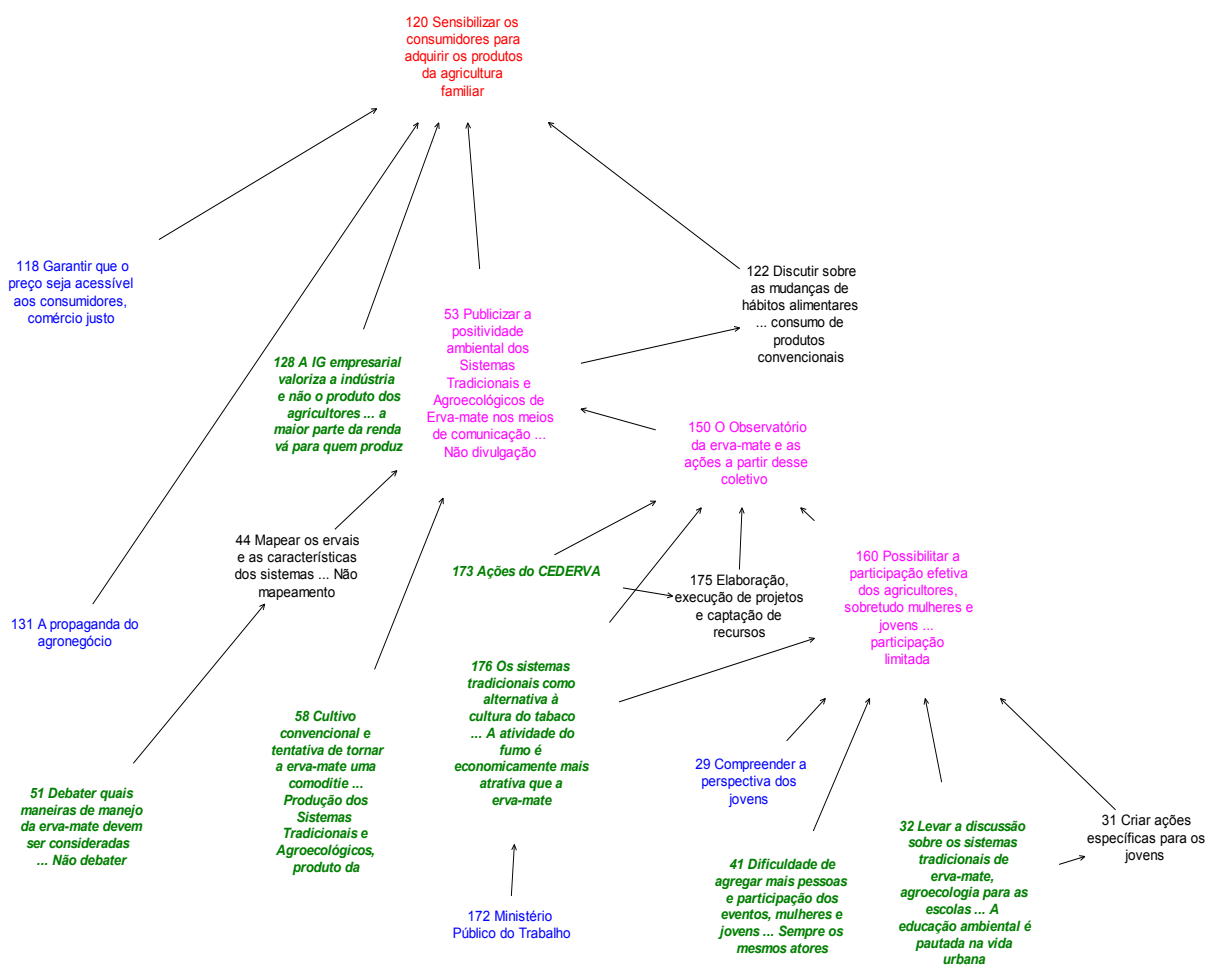 120 Sensibilizar os
consumidores para
adquirir os produtos
da agricultura
familiar
118 Garantir que o
preço seja acessível
aos consumidores,
comércio justo
122 Discutir sobre
as mudanças de
hábitos alimentares
... consumo de
produtos
convencionais
53 Publicizar a
positividade
ambiental dos
Sistemas
Tradicionais e
Agroecológicos de
Erva-mate nos meios
de comunicação ...
Não divulgação
128 A IG empresarial
valoriza a indústria
e não o produto dos
agricultores ... a
maior parte da renda
vá para quem produz
150 O Observatório
da erva-mate e as
ações a partir desse
coletivo
44 Mapear os ervais
e as características
dos sistemas ... Não
mapeamento
173 Ações do CEDERVA
175 Elaboração,
execução de projetos
e captação de
recursos
160 Possibilitar a
participação efetiva
dos agricultores,
sobretudo mulheres e
jovens ...
participação
limitada
131 A propaganda do
agronegócio
176 Os sistemas
tradicionais como
alternativa à
cultura do tabaco
... A atividade do
fumo é
economicamente mais
atrativa que a
erva-mate
58 Cultivo
convencional e
tentativa de tornar
a erva-mate uma
comoditie ...
Produção dos
Sistemas
Tradicionais e
Agroecológicos,
produto da
29 Compreender a
perspectiva dos
jovens
51 Debater quais
maneiras de manejo
da erva-mate devem
ser consideradas
... Não debater
31 Criar ações
específicas para os
jovens
32 Levar a discussão
sobre os sistemas
tradicionais de
erva-mate,
agroecologia para as
escolas ... A
educação ambiental é
pautada na vida
urbana
41 Dificuldade de
agregar mais pessoas
e participação dos
eventos, mulheres e
jovens ... Sempre os
mesmos atores
172 Ministério
Público do Trabalho